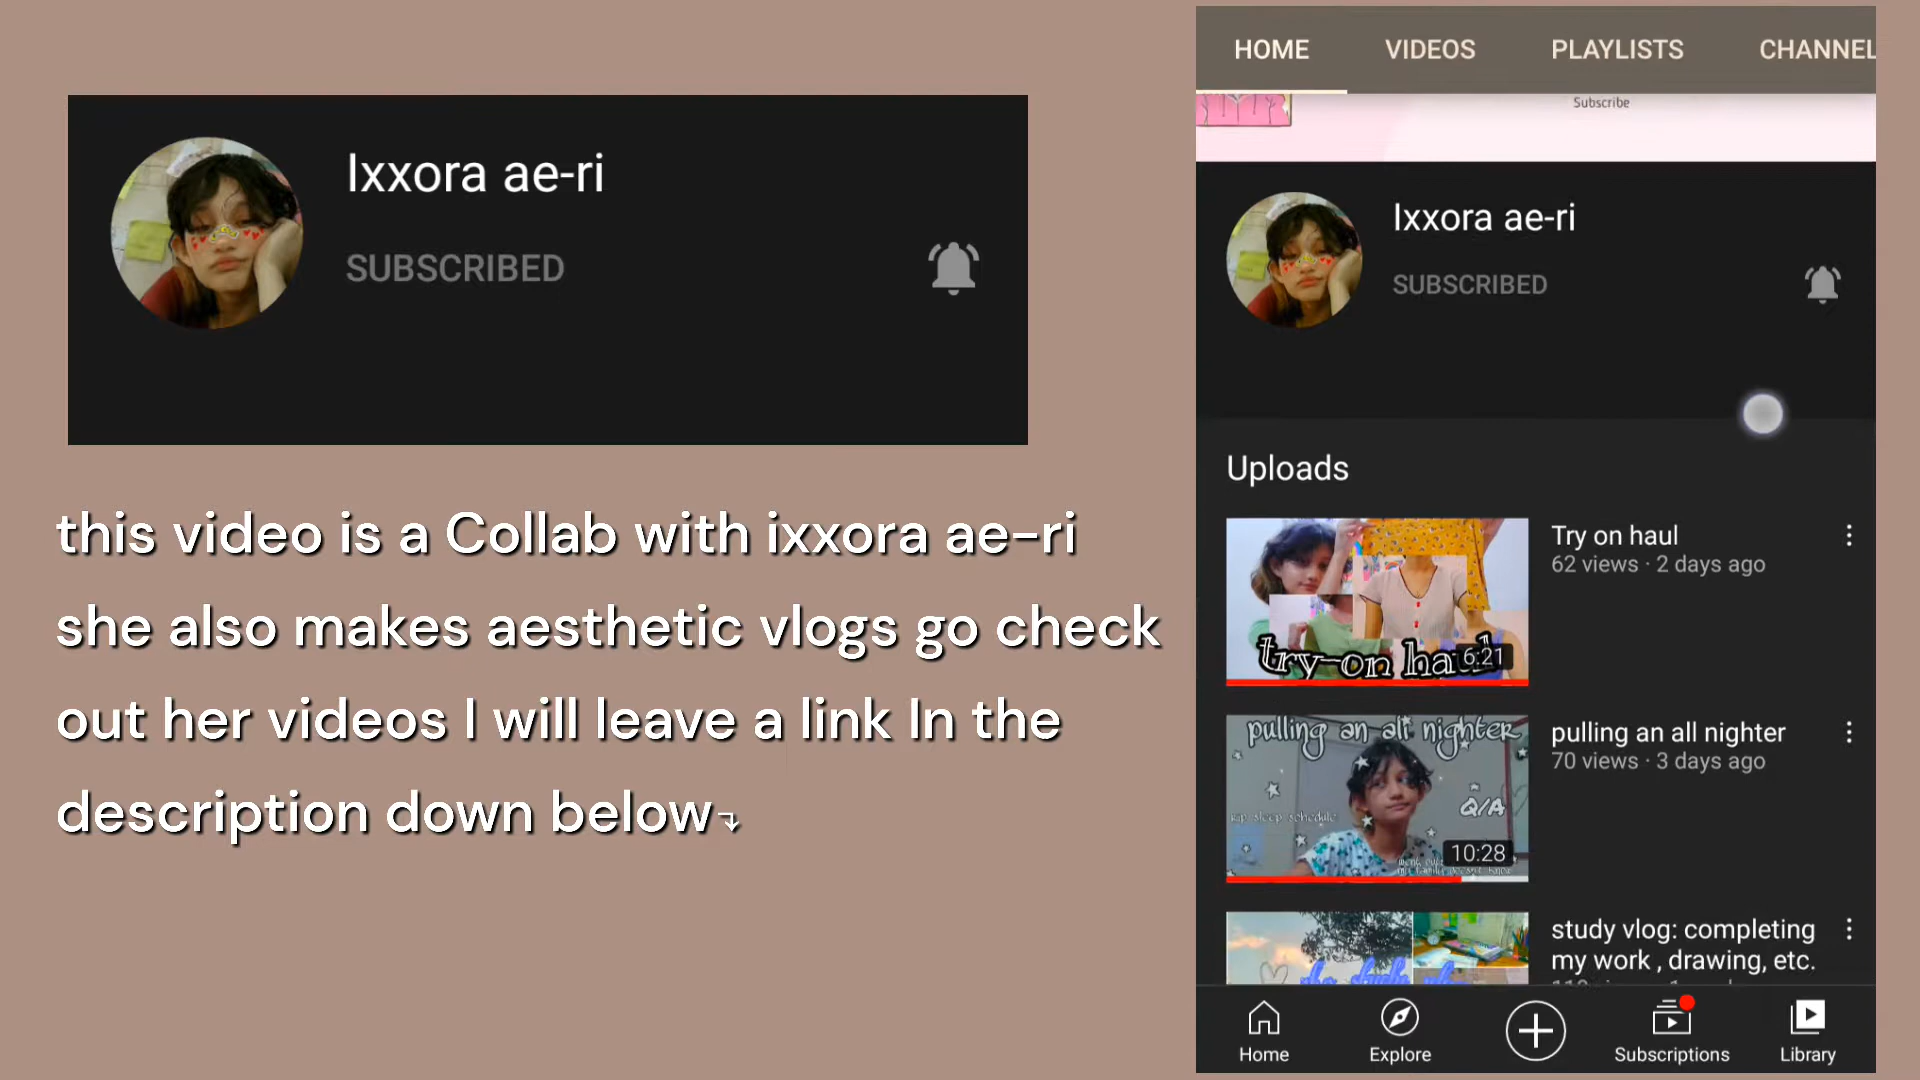 Ixxora ae-ri
SUBSCRIBED
this video is a Collab with ixxora ae-ri
she also makes aesthetic vlogs go check
out her videos I will leave a link In the
description down below
HOME VIDEOS PLAYLISTS CHANNEL
Subscribe
Ixxora ae-ri
SUBSCRIBED
Uploads
try-on haul
6:21
Try on haul
62 views · 2 days ago
pulling an all nighter
Q/A
rip sleep schedule
10:28
pulling an all nighter
70 views · 3 days ago
study vlog: completing
my work , drawing, etc.
Home Explore Subscriptions Library